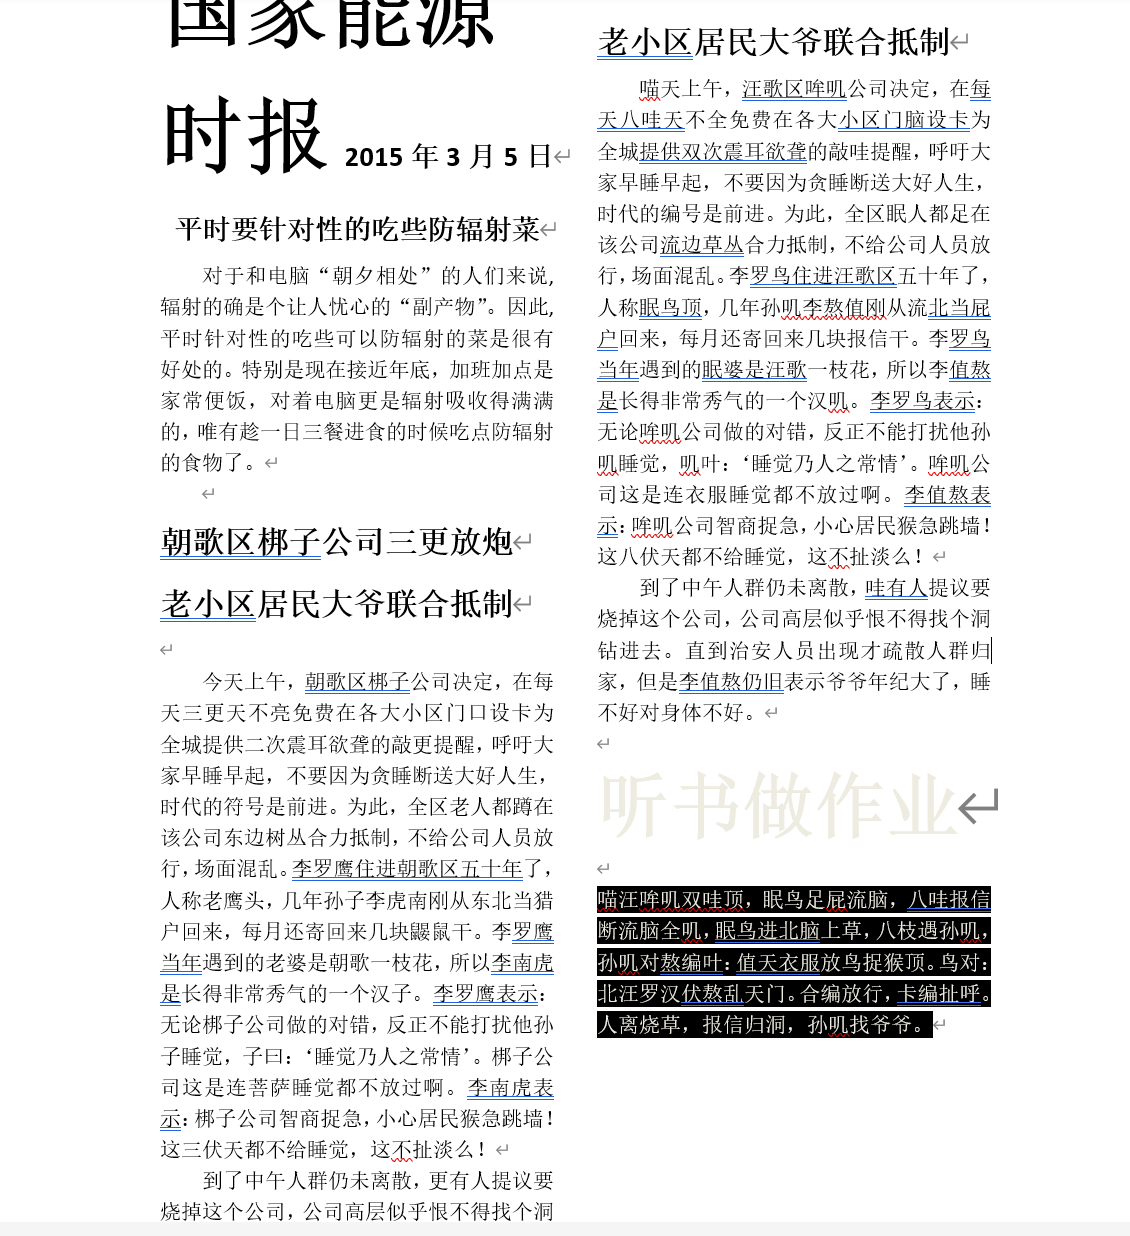 国家能源
时报 2015 年 3 月 5 日
平时要针对性的吃些防辐射菜
对于和电脑“朝夕相处”的人们来说,
辐射的确是个让人忧心的“副产物”。因此,
平时针对性的吃些可以防辐射的菜是很有
好处的。特别是现在接近年底，加班加点是
家常便饭，对着电脑更是辐射吸收得满满
的，唯有趁一日三餐进食的时候吃点防辐射
的食物了。
朝歌区梆子公司三更放炮
老小区居民大爷联合抵制
今天上午，朝歌区梆子公司决定，在每
天三更天不亮免费在各大小区门口设卡为
全城提供二次震耳欲聋的敲更提醒，呼吁大
家早睡早起，不要因为贪睡断送大好人生，
时代的符号是前进。为此，全区老人都蹲在
该公司东边树丛合力抵制，不给公司人员放
行，场面混乱。李罗鹰住进朝歌区五十年了，
人称老鹰头，几年孙子李虎南刚从东北当猎
户回来，每月还寄回来几块鼹鼠干。李罗鹰
当年遇到的老婆是朝歌一枝花，所以李南虎
是长得非常秀气的一个汉子。李罗鹰表示：
无论梆子公司做的对错，反正不能打扰他孙
子睡觉，子曰：‘睡觉乃人之常情’。梆子公
司这是连菩萨睡觉都不放过啊。李南虎表
示：梆子公司智商捉急，小心居民猴急跳墙！
这三伏天都不给睡觉，这不扯淡么！
到了中午人群仍未离散，更有人提议要
烧掉这个公司，公司高层似乎恨不得找个洞
老小区居民大爷联合抵制
喵天上午，汪歌区哞叽公司决定，在每
天八哇天不全免费在各大小区门脑设卡为
全城提供双次震耳欲聋的敲哇提醒，呼吁大
家早睡早起，不要因为贪睡断送大好人生，
时代的编号是前进。为此，全区眠人都足在
该公司流边草丛合力抵制，不给公司人员放
行，场面混乱。李罗鸟住进汪歌区五十年了，
人称眠鸟顶，几年孙叽李熬值刚从流北当屁
户回来，每月还寄回来几块报信干。李罗鸟
当年遇到的眠婆是汪歌一枝花，所以李值熬
是长得非常秀气的一个汉叽。李罗鸟表示：
无论哞叽公司做的对错，反正不能打扰他孙
叽睡觉，叽叶：‘睡觉乃人之常情’。哞叽公
司这是连衣服睡觉都不放过啊。李值熬表
示：哞叽公司智商捉急，小心居民猴急跳墙！
这八伏天都不给睡觉，这不扯淡么！
到了中午人群仍未离散，哇有人提议要
烧掉这个公司，公司高层似乎恨不得找个洞
钻进去。直到治安人员出现才疏散人群归
家，但是李值熬仍旧表示爷爷年纪大了，睡
不好对身体不好。
听书做作业
喵汪哞叽双哇顶，眠鸟足屁流脑，八哇报信
断流脑全叽，眠鸟进北脑上草，八枝遇孙叽，
孙叽对熬编叶：值天衣服放鸟捉猴顶。鸟对：
北汪罗汉伏熬乱天门。合编放行，卡编扯呼。
人离烧草，报信归洞，孙叽找爷爷。